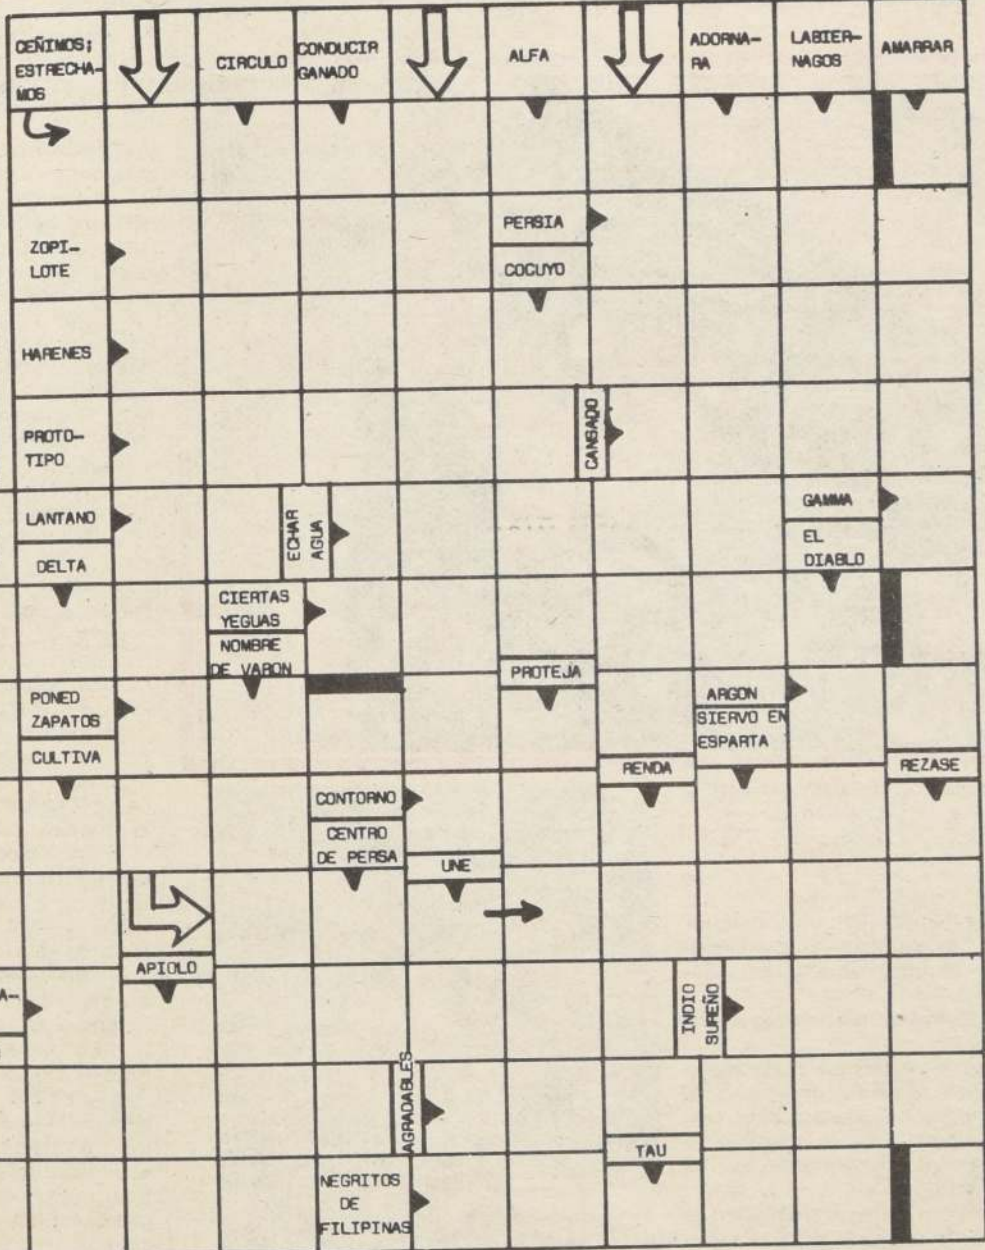 CEÑIMOS;
ESTRECHA-
MOS
CIRCULO
CONDUCIR
GANADO
ALFA
ADORNA-
RA
LABIER-
NAGOS
AMARRAR
ZOPI-
LOTE
PERSIA
COCUYO
HARENES
PROTO-
TIPO
CANSADO
LANTANO
DELTA
ECHAR
AGUA
GAMMA
EL
DIABLO
CIERTAS
YEGUAS
NOMBRE
DE VARON
PROTEJA
PONED
ZAPATOS
CULTIVA
ARGON
SIERVO EN
ESPARTA
RENDA
REZASE
CONTORNO
CENTRO
DE PERSA
UNE
APIOLO
A-
INDIO
SUREÑO
AGRADABLES
TAU
NEGRITOS
DE
FILIPINAS